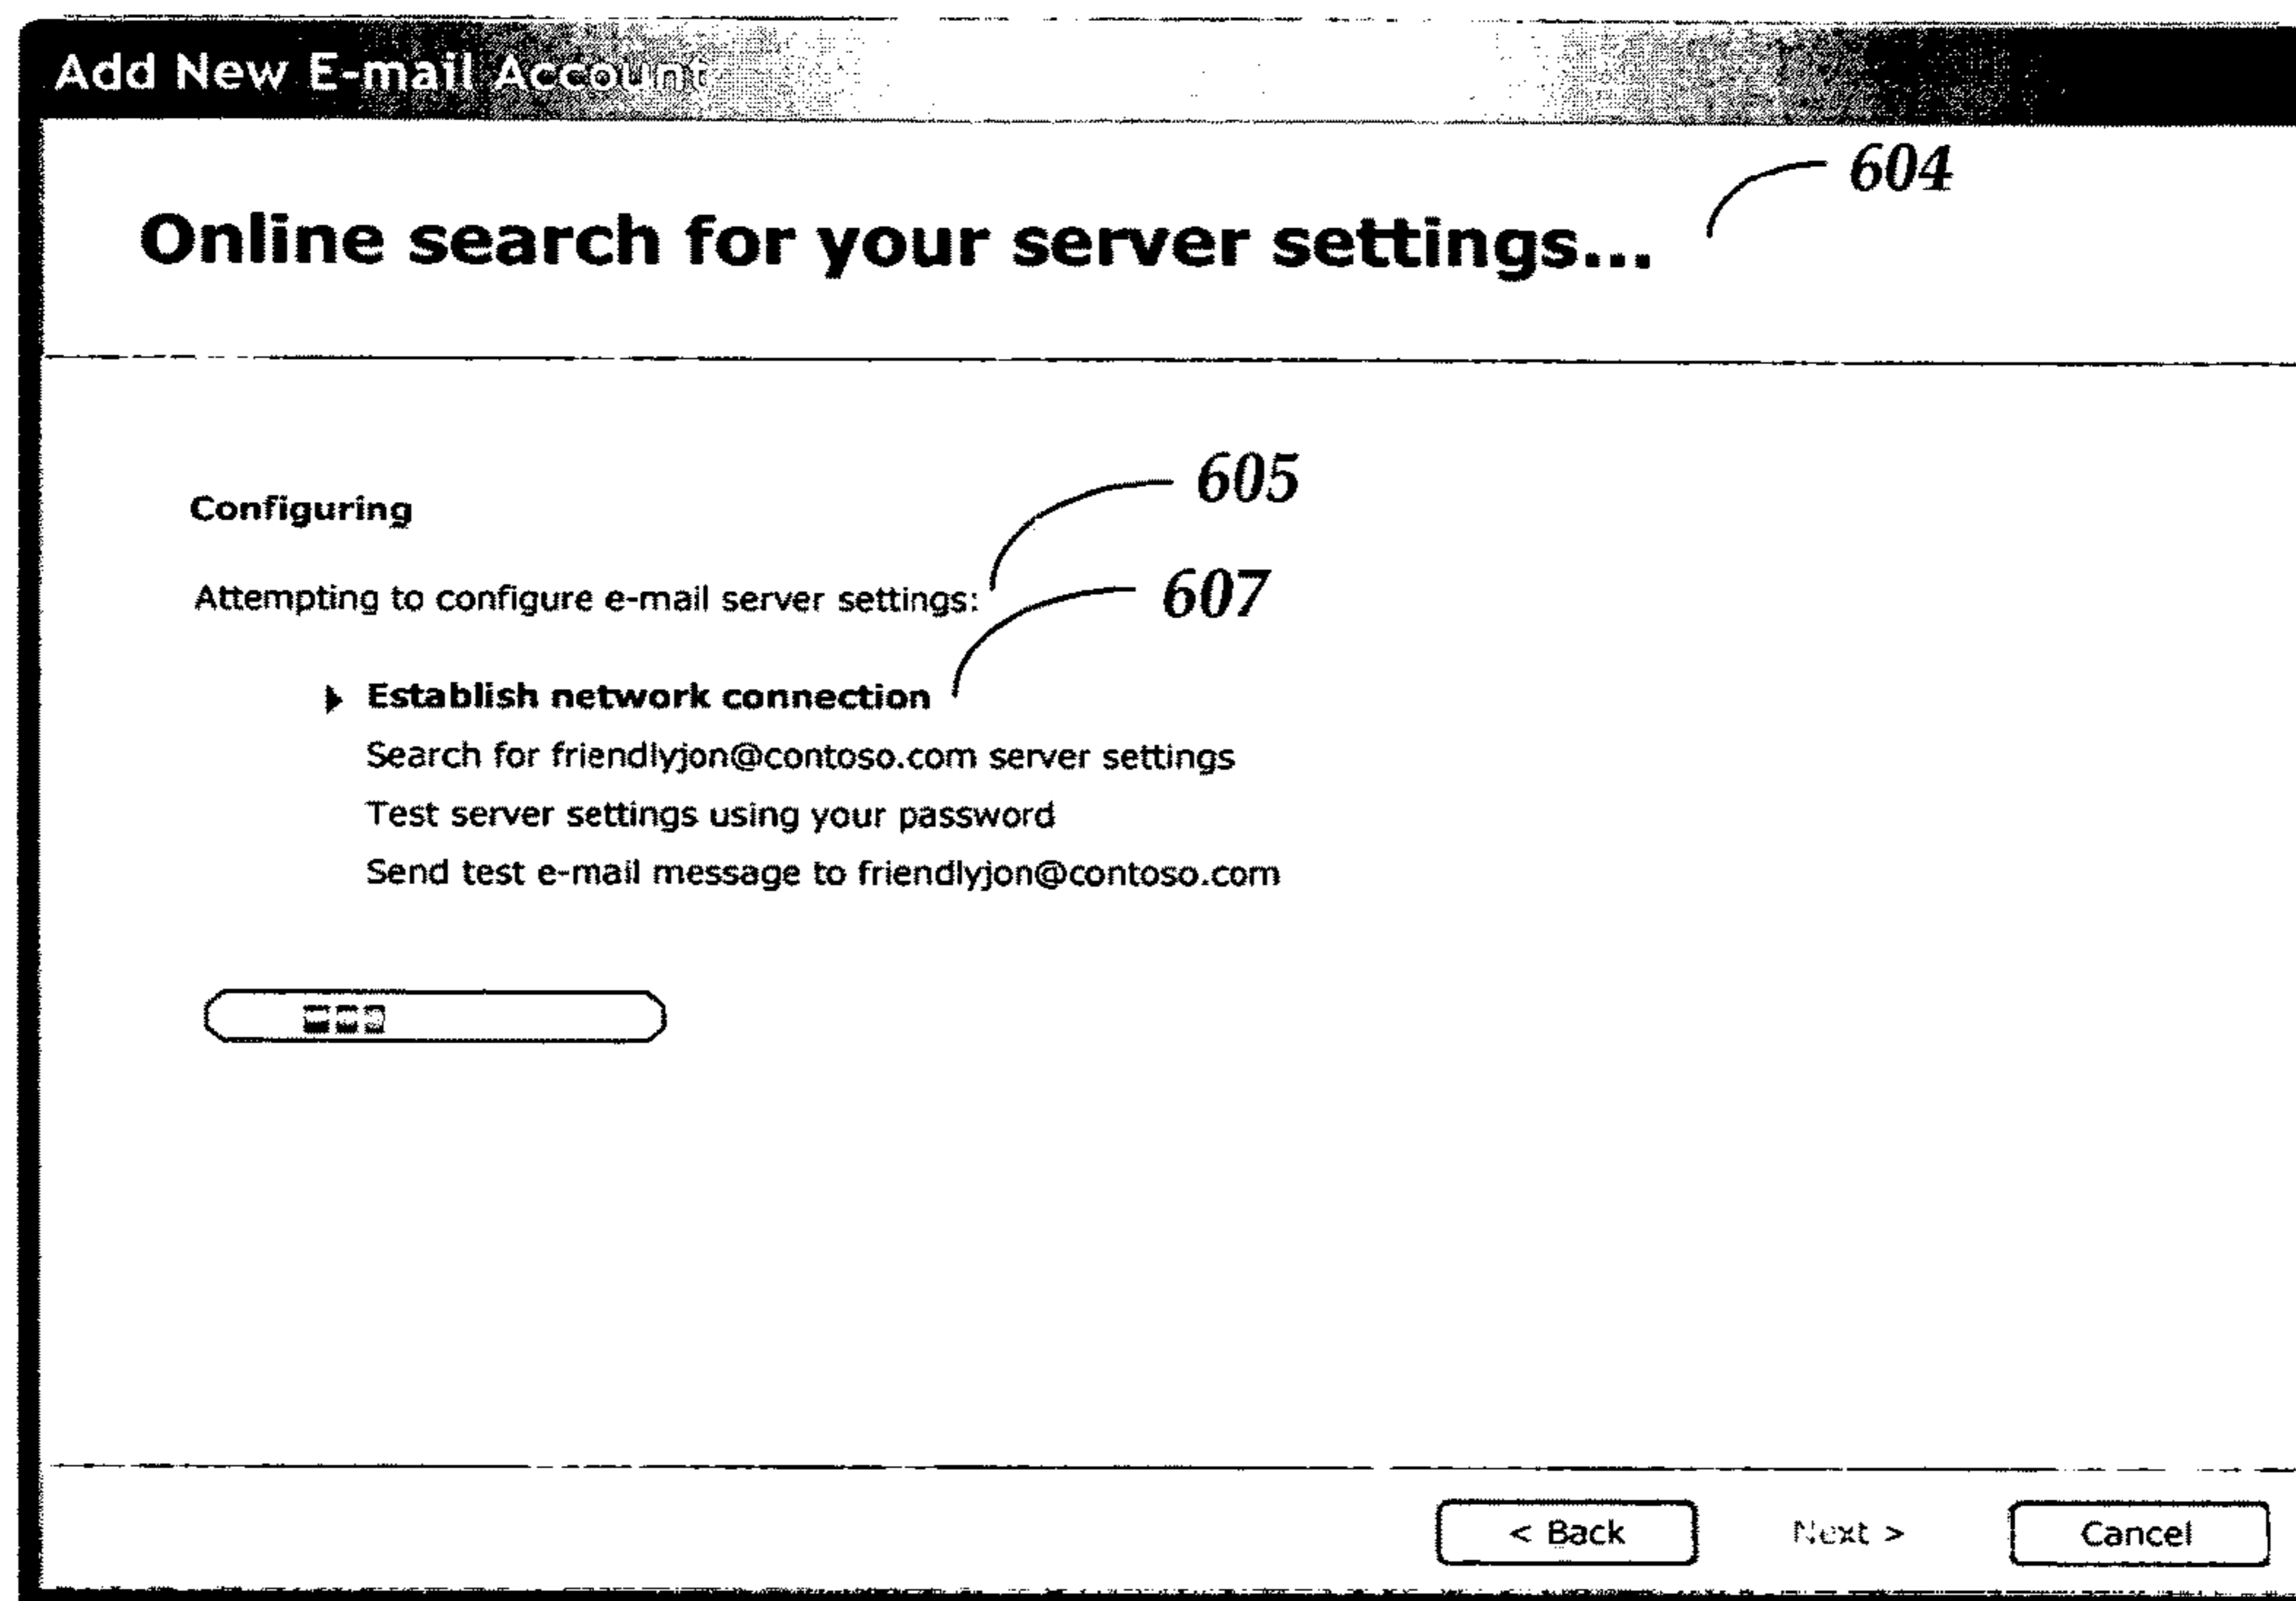 Add New E-mail Account
604
Online search for your server settings...
605
Configuring
Attempting to configure e-mail server settings:
607
Establish network connection
Search for friendlyjon@contoso.com server settings
Test server settings using your password
Send test e-mail message to friendlyjon@contoso.com
< Back Next > Cancel